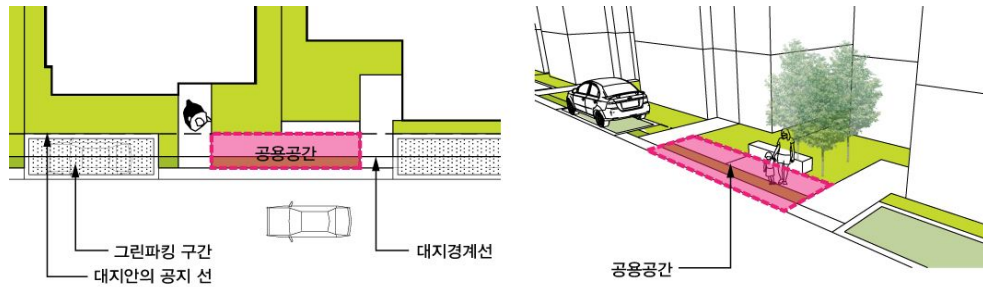 공용공간
그린파킹 구간
대지경계선
대지안의 공지 선
공용공간